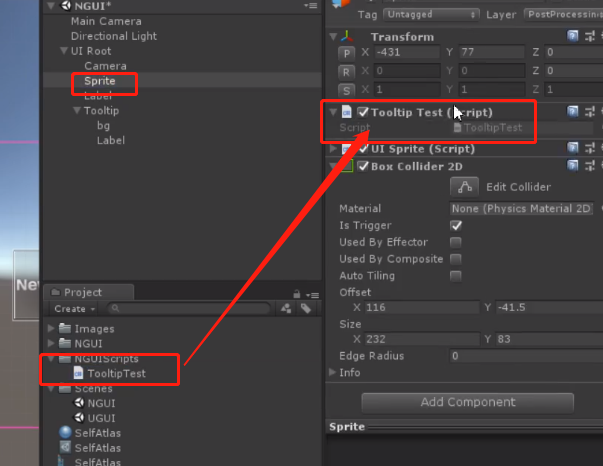 NGUI*
Main Camera
Directional Light
UI Root
Camera
Sprite
Label
Tooltip
bg
Label
Tag Untagged Layer PostProcessin
Transform
P X -431 Y 77 Z 0
R X 0 Y 0 Z 0
S X 1 Y 1 Z 1
Tooltip Test (Script)
Script TooltipTest
UI Sprite (Script)
Box Collider 2D
Edit Collider
Material None (Physics Material 2D
Is Trigger
Used By Effector
Used By Composite
Auto Tiling
Offset
X 116 Y -41.5
Size
X 232 Y 83
Edge Radius 0
Info
Add Component
Sprite
Ne
Project
Create
Images
NGUI
NGUIScripts
TooltipTest
Scenes
NGUI
UGUI
SelfAtlas
SelfAtlas
SelfAtlas